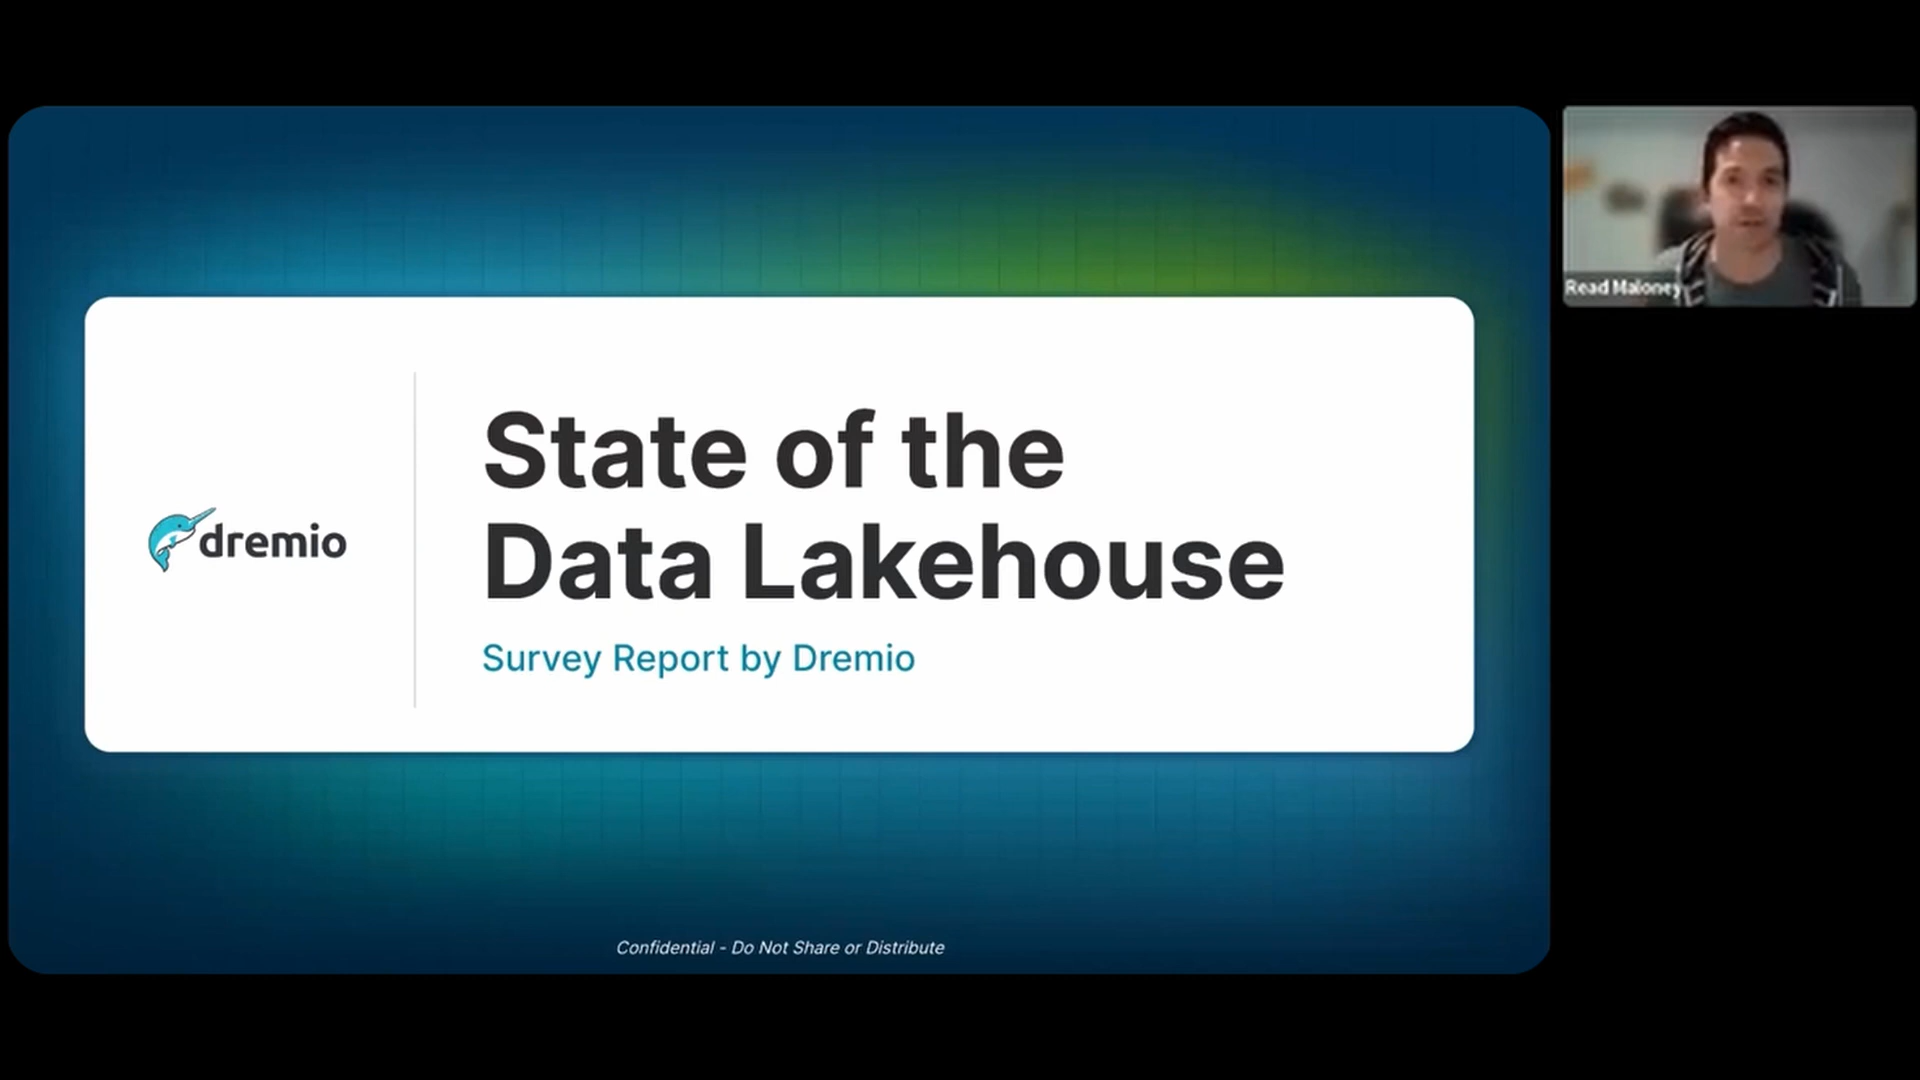 dremio
State of the
Data Lakehouse
Survey Report by Dremio
Confidential - Do Not Share or Distribute
Read Maloney